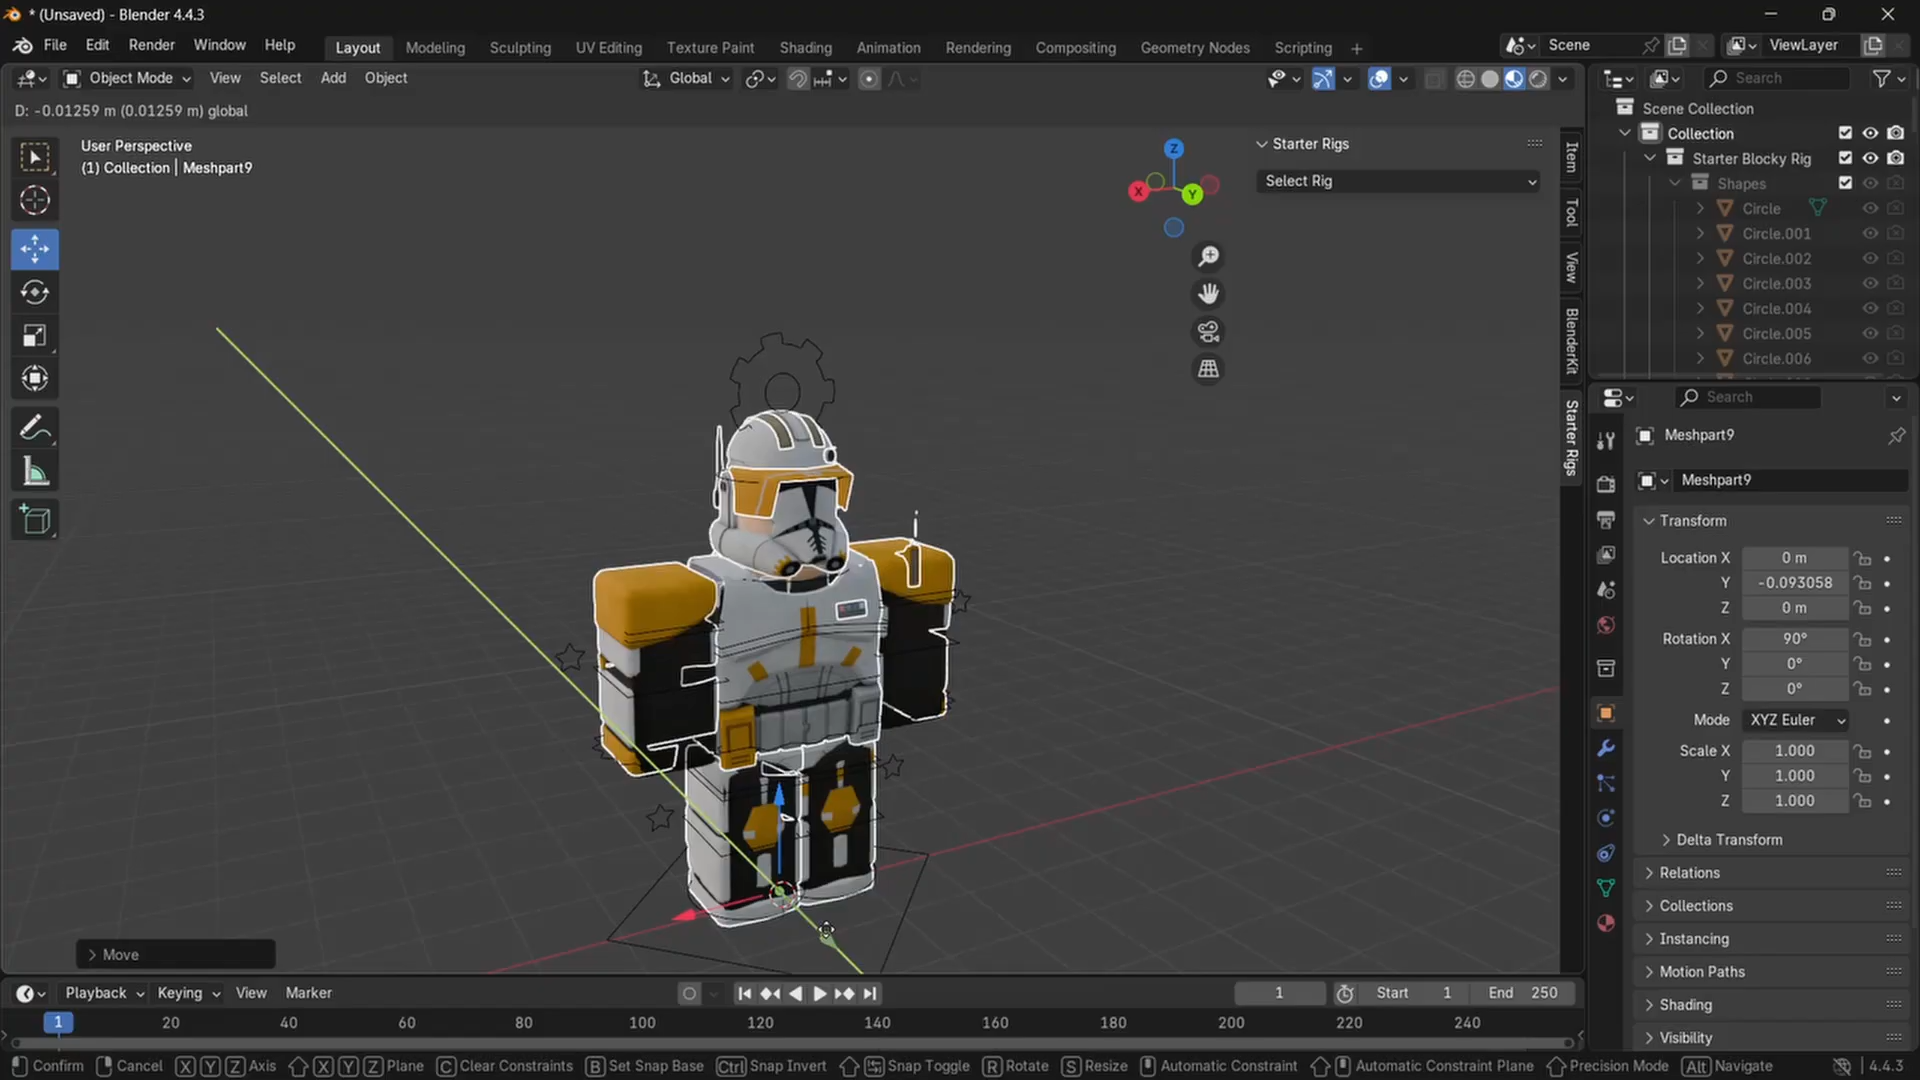 * (Unsaved) - Blender 4.4.3
File Edit Render Window Help Layout Modeling Sculpting UV Editing Texture Paint Shading Animation Rendering Compositing Geometry Nodes Scripting + Scene ViewLayer
Object Mode View Select Add Object Global Search
D: -0.01259 m (0.01259 m) global
User Perspective
(1) Collection | Meshpart9
Z
X
Y
Starter Rigs
Select Rig
Item
Tool
View
BlenderKit
Starter Rigs
Scene Collection
Collection
Starter Blocky Rig
Shapes
Circle
Circle.001
Circle.002
Circle.003
Circle.004
Circle.005
Circle.006
Search
Meshpart9
Meshpart9
Transform
Location X 0 m
Y -0.093058
Z 0 m
Rotation X 90°
Y 0°
Z 0°
Mode XYZ Euler
Scale X 1.000
Y 1.000
Z 1.000
Delta Transform
Relations
Collections
Instancing
Motion Paths
Shading
Visibility
Move
Playback Keying View Marker 1 Start 1 End 250
1 20 40 60 80 100 120 140 160 180 200 220 240
Confirm Cancel X Y Z Axis X Y Z Plane C Clear Constraints B Set Snap Base Ctrl Snap Invert Snap Toggle R Rotate S Resize Automatic Constraint Automatic Constraint Plane Precision Mode Alt Navigate 4.4.3